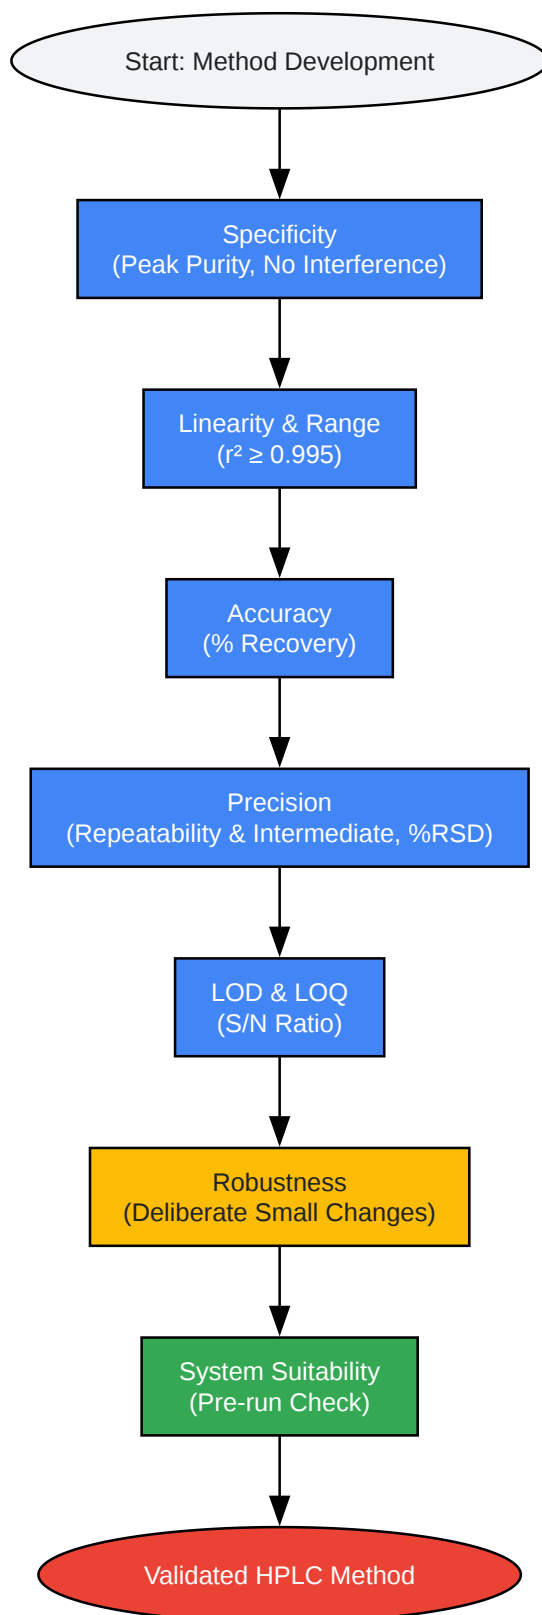 Start: Method Development
Specificity
(Peak Purity, No Interference)
Linearity & Range
(r² ≥ 0.995)
Accuracy
(% Recovery)
Precision
(Repeatability & Intermediate, %RSD)
LOD & LOQ
(S/N Ratio)
Robustness
(Deliberate Small Changes)
System Suitability
(Pre-run Check)
Validated HPLC Method